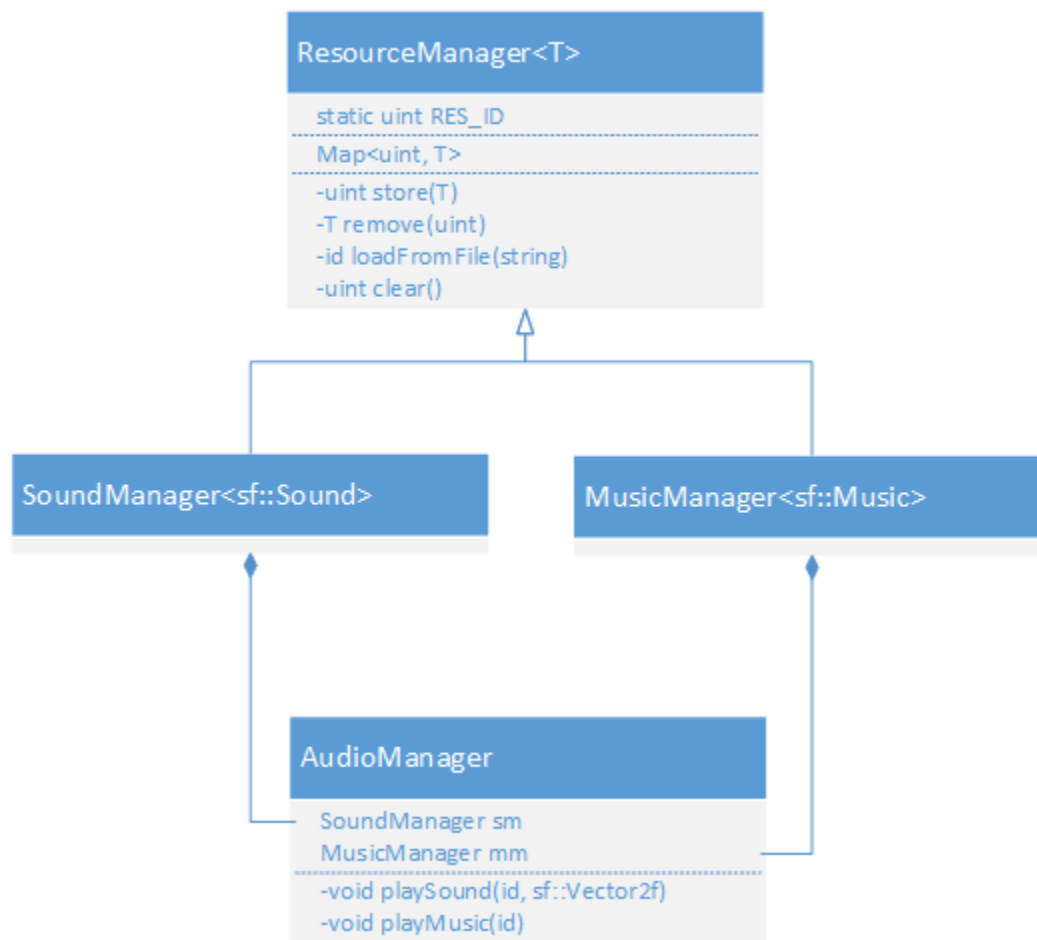 ResourceManager<T>
static uint RES_ID
Map<uint, T>
-uint store(T)
-T remove(uint)
-id loadFromFile(string)
-uint clear()
SoundManager<sf::Sound>
MusicManager<sf::Music>
AudioManager
SoundManager sm
MusicManager mm
-void playSound(id, sf::Vector2f)
-void playMusic(id)